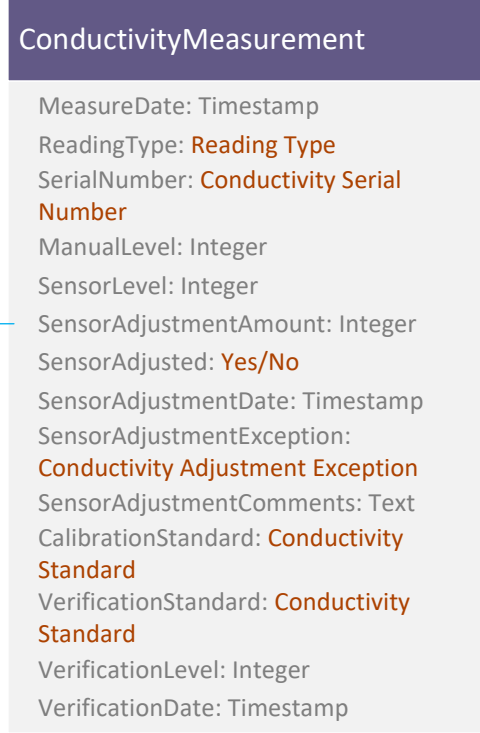 ConductivityMeasurement
MeasureDate: Timestamp
ReadingType: Reading Type
SerialNumber: Conductivity Serial
Number
ManualLevel: Integer
SensorLevel: Integer
SensorAdjustmentAmount: Integer
SensorAdjusted: Yes/No
SensorAdjustmentDate: Timestamp
SensorAdjustmentException:
Conductivity Adjustment Exception
SensorAdjustmentComments: Text
CalibrationStandard: Conductivity
Standard
VerificationStandard: Conductivity
Standard
VerificationLevel: Integer
VerificationDate: Timestamp